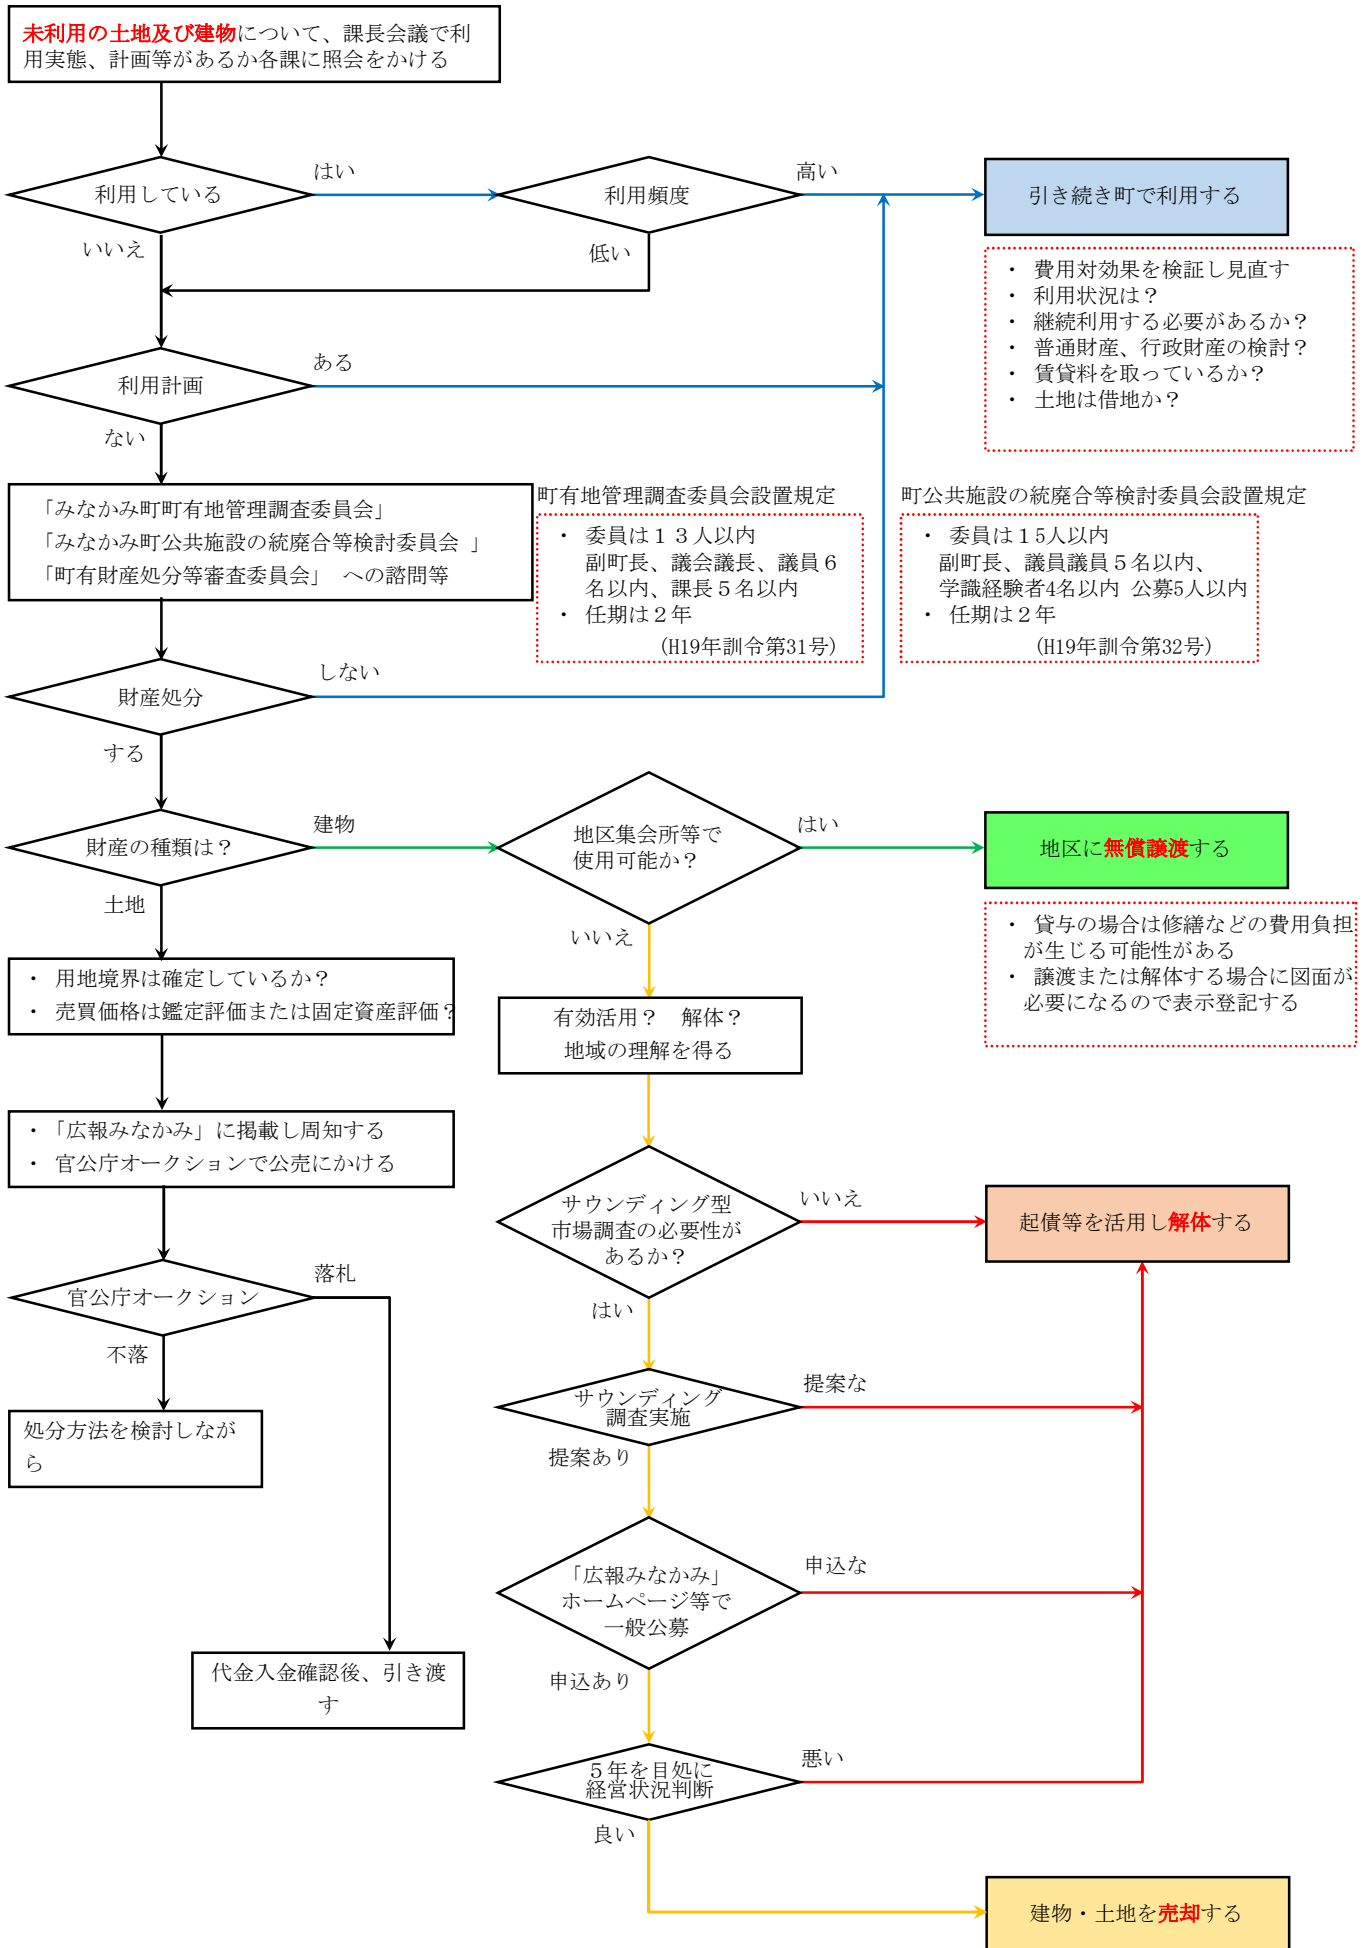 未利用の土地及び建物について、課長会議で利
用実態、計画等があるか各課に照会をかける
利用している
はい
利用頻度
高い
引き続き町で利用する
いいえ
低い
・ 費用対効果を検証し見直す
・ 利用状況は？
・ 継続利用する必要があるか？
・ 普通財産、行政財産の検討？
・ 賃貸料を取っているか？
・ 土地は借地か？
利用計画
ある
ない
「みなかみ町町有地管理調査委員会」
「みなかみ町公共施設の統廃合等検討委員会 」
「町有財産処分等審査委員会」 への諮問等
町有地管理調査委員会設置規定
・ 委員は１３人以内
副町長、議会議長、議員６
名以内、課長５名以内
・ 任期は２年
(H19年訓令第31号)
町公共施設の統廃合等検討委員会設置規定
・ 委員は15人以内
副町長、議員議員５名以内、
学識経験者4名以内 公募5人以内
・ 任期は２年
(H19年訓令第32号)
財産処分
しない
する
財産の種類は？
建物
地区集会所等で
使用可能か？
はい
地区に無償譲渡する
土地
いいえ
・ 貸与の場合は修繕などの費用負担
が生じる可能性がある
・ 譲渡または解体する場合に図面が
必要になるので表示登記する
・ 用地境界は確定しているか？
・ 売買価格は鑑定評価または固定資産評価？
有効活用？　解体？
地域の理解を得る
・「広報みなかみ」に掲載し周知する
・ 官公庁オークションで公売にかける
サウンディング型
市場調査の必要性が
あるか？
いいえ
起債等を活用し解体する
はい
官公庁オークション
落札
不落
サウンディング
調査実施
提案な
提案あり
処分方法を検討しなが
ら
「広報みなかみ」
ホームページ等で
一般公募
申込な
申込あり
代金入金確認後、引き渡
す
５年を目処に
経営状況判断
悪い
良い
建物・土地を売却する